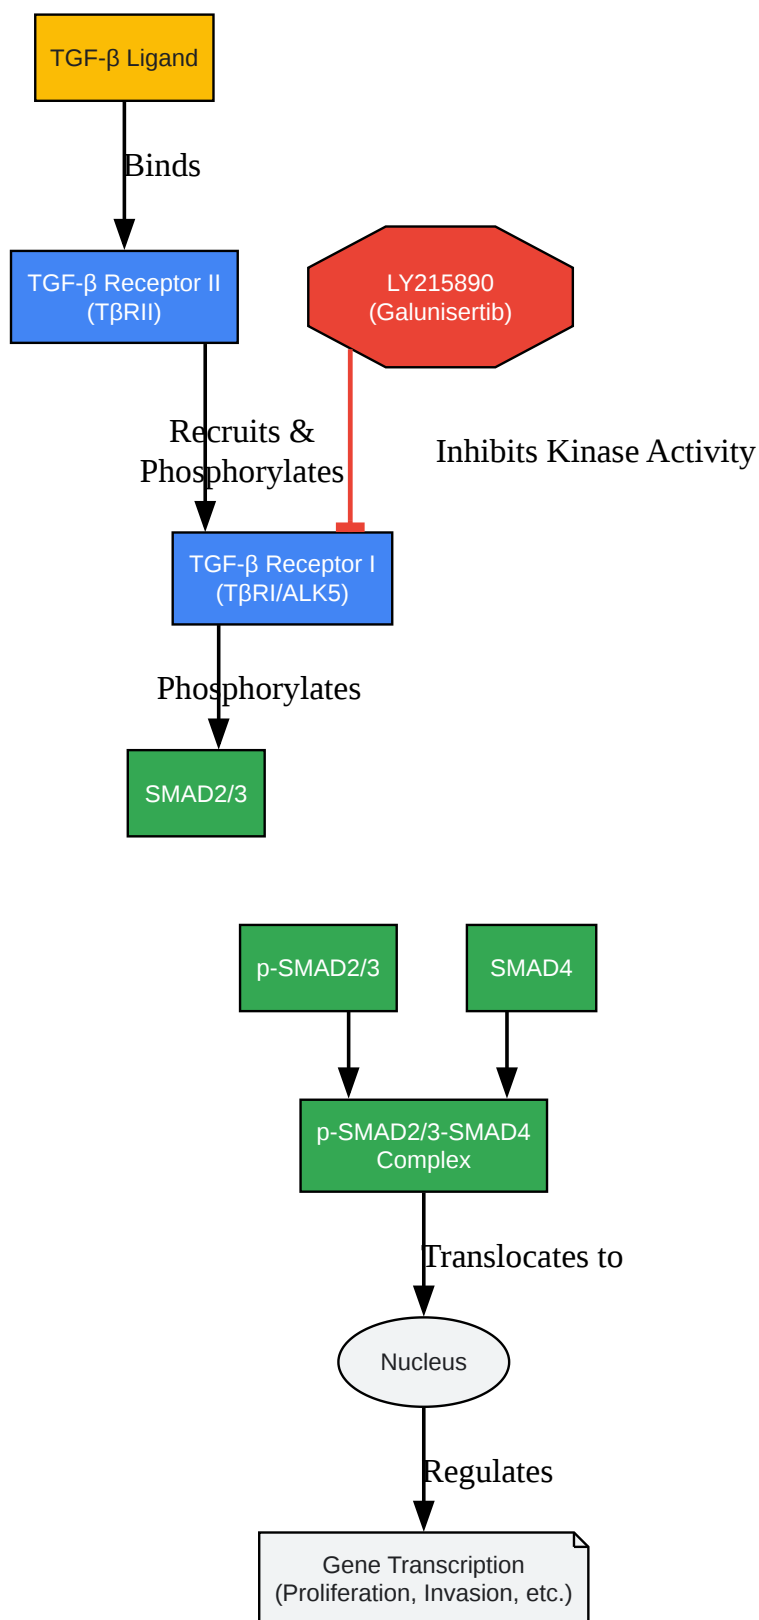 TGF-β Ligand
Binds
TGF-β Receptor II
(TβRII)
LY215890
(Galunisertib)
Recruits &
Phosphorylates
Inhibits Kinase Activity
TGF-β Receptor I
(TβRI/ALK5)
Phosphorylates
SMAD2/3
p-SMAD2/3
SMAD4
p-SMAD2/3-SMAD4
Complex
Translocates to
Nucleus
Regulates
Gene Transcription
(Proliferation, Invasion, etc.)